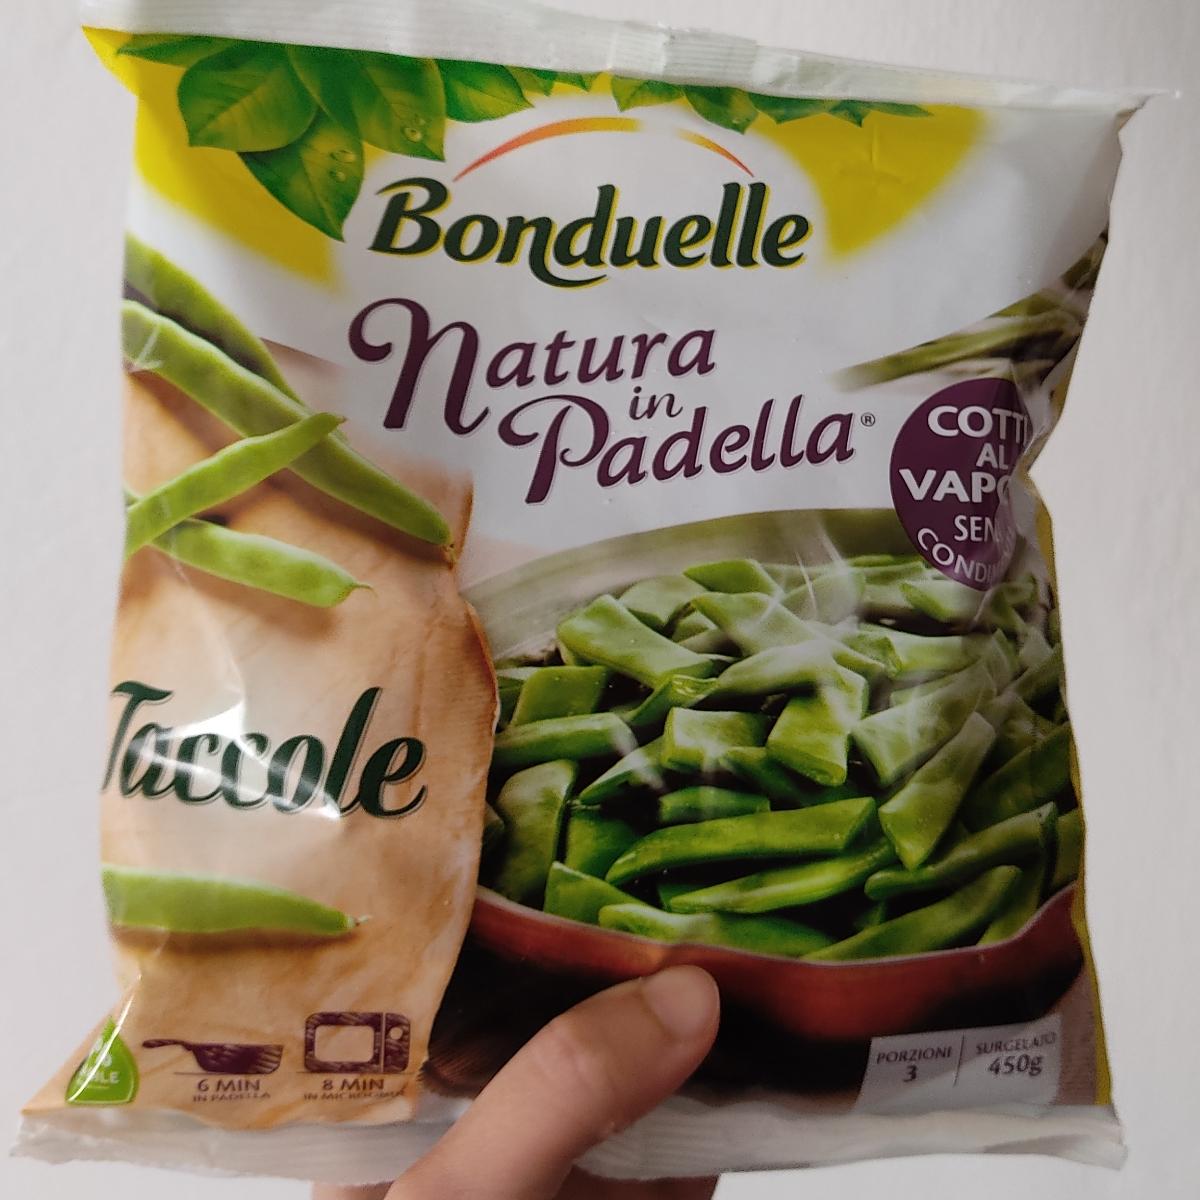 Bonduelle
Natura
in
Padella®
COTTI
AL
VAPO
SEN
CONDI
Taccole
6 MIN
IN PADELLA
8 MIN
IN MICROONDE
PORZIONI
3
SURGELATO
450g